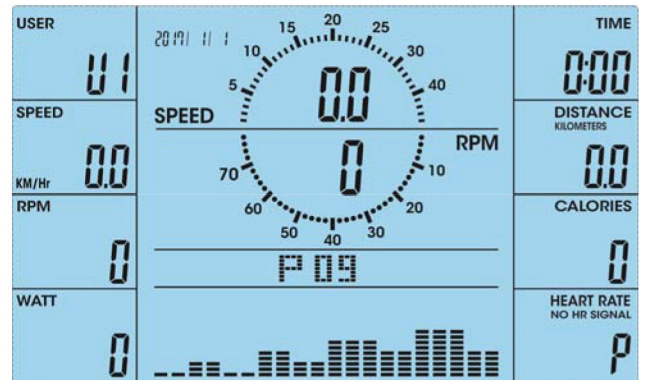 USER
U1
SPEED
KM/Hr 0.0
RPM
0
WATT
0
2017/ 1/ 1
5 10 15 20 25 30 40
SPEED
0.0
RPM
0
70 60 50 40 30 20 10
P 09
TIME
0:00
DISTANCE
KILOMETERS
0.0
CALORIES
0
HEART RATE
NO HR SIGNAL
P